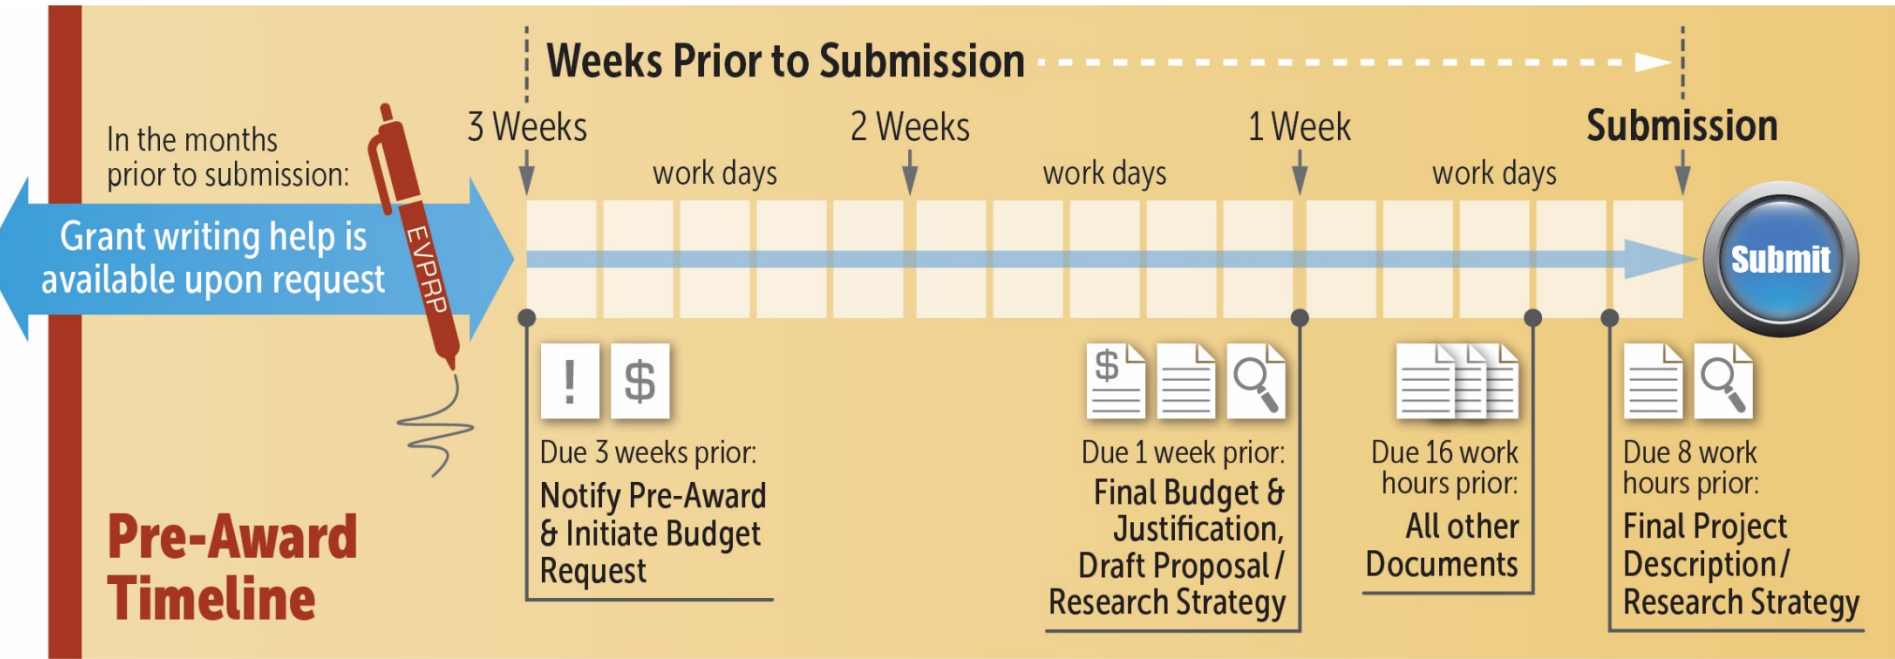 Weeks Prior to Submission
3 Weeks
2 Weeks
1 Week
Submission
In the months
prior to submission:
work days
work days
work days
Grant writing help is
available upon request
EVPRP
Submit
!
$
$
Due 3 weeks prior:
Notify Pre-Award
& Initiate Budget
Request
Due 1 week prior:
Final Budget &
Justification,
Draft Proposal/
Research Strategy
Due 16 work
hours prior:
All other
Documents
Due 8 work
hours prior:
Final Project
Description/
Research Strategy
Pre-Award
Timeline